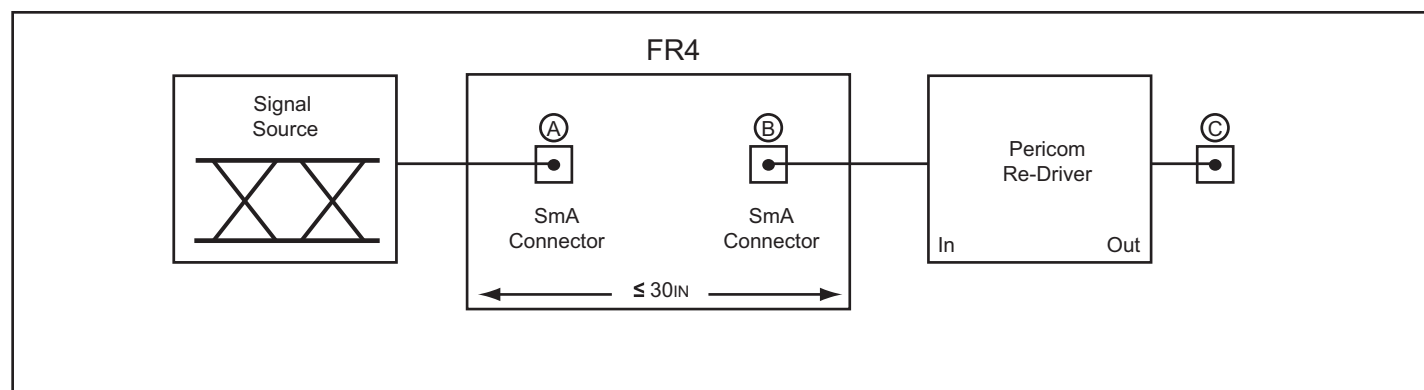 FR4
Signal
Source
A
B
C
SmA
Connector
SmA
Connector
Pericom
Re-Driver
In
Out
≤ 30IN